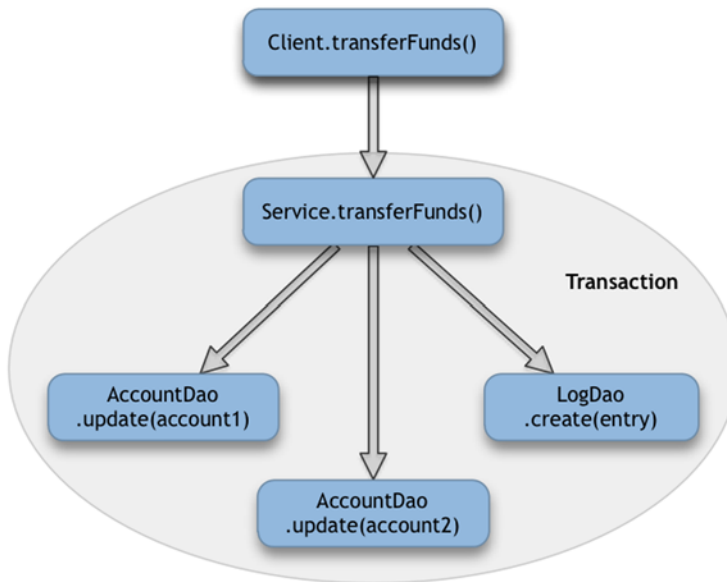 Client.transferFunds()
Service.transferFunds()
Transaction
AccountDao
.update(account1)
LogDao
.create(entry)
AccountDao
.update(account2)